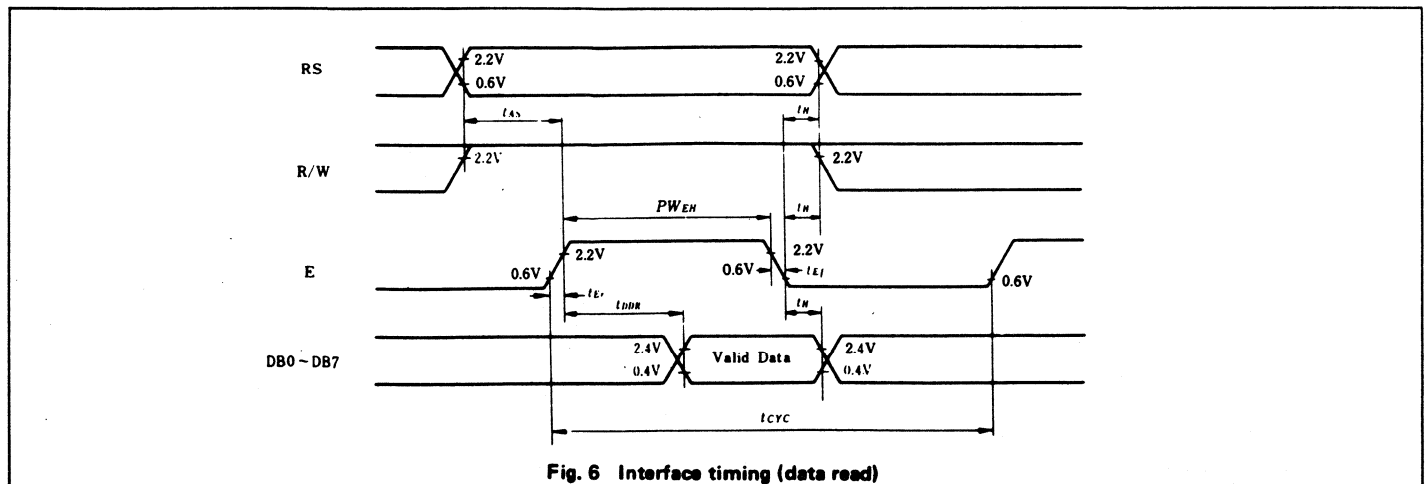 RS
2.2V
0.6V
2.2V
0.6V
tAS
tH
R/W
2.2V
2.2V
PWEH
tH
E
0.6V
2.2V
0.6V
2.2V
tEf
0.6V
tEr
tDDR
tH
DB0~DB7
2.4V
0.4V
Valid Data
2.4V
0.4V
tCYC
Fig. 6 Interface timing (data read)